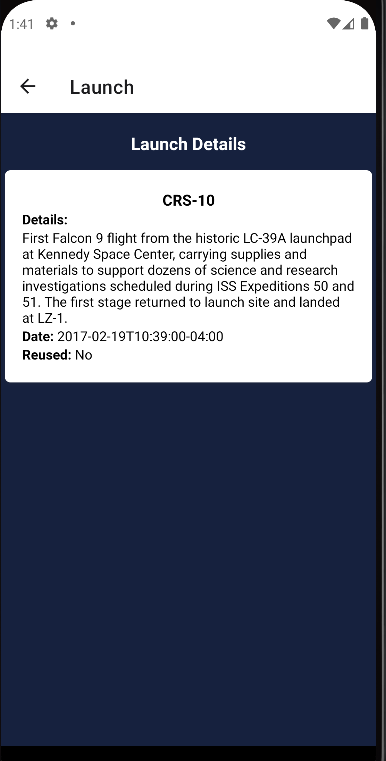 1:41
Launch
Launch Details
CRS-10
Details:
First Falcon 9 flight from the historic LC-39A launchpad
at Kennedy Space Center, carrying supplies and
materials to support dozens of science and research
investigations scheduled during ISS Expeditions 50 and
51. The first stage returned to launch site and landed
at LZ-1.
Date: 2017-02-19T10:39:00-04:00
Reused: No